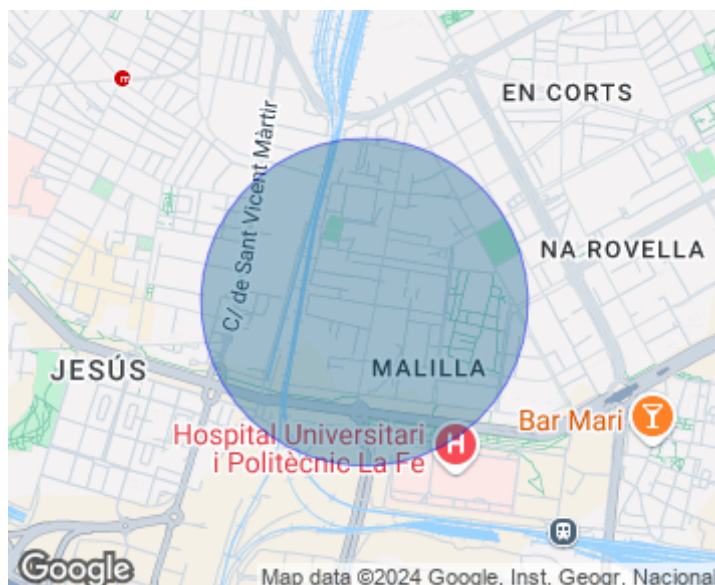 EN CORTS
C/ de Sant Vicent Màrtir
NA ROVELLA
JESÚS
MALILLA
Bar Mari
Hospital Universitari
i Politècnic La Fe
H
m
Google
Map data ©2024 Google, Inst. Geogr. Nacional